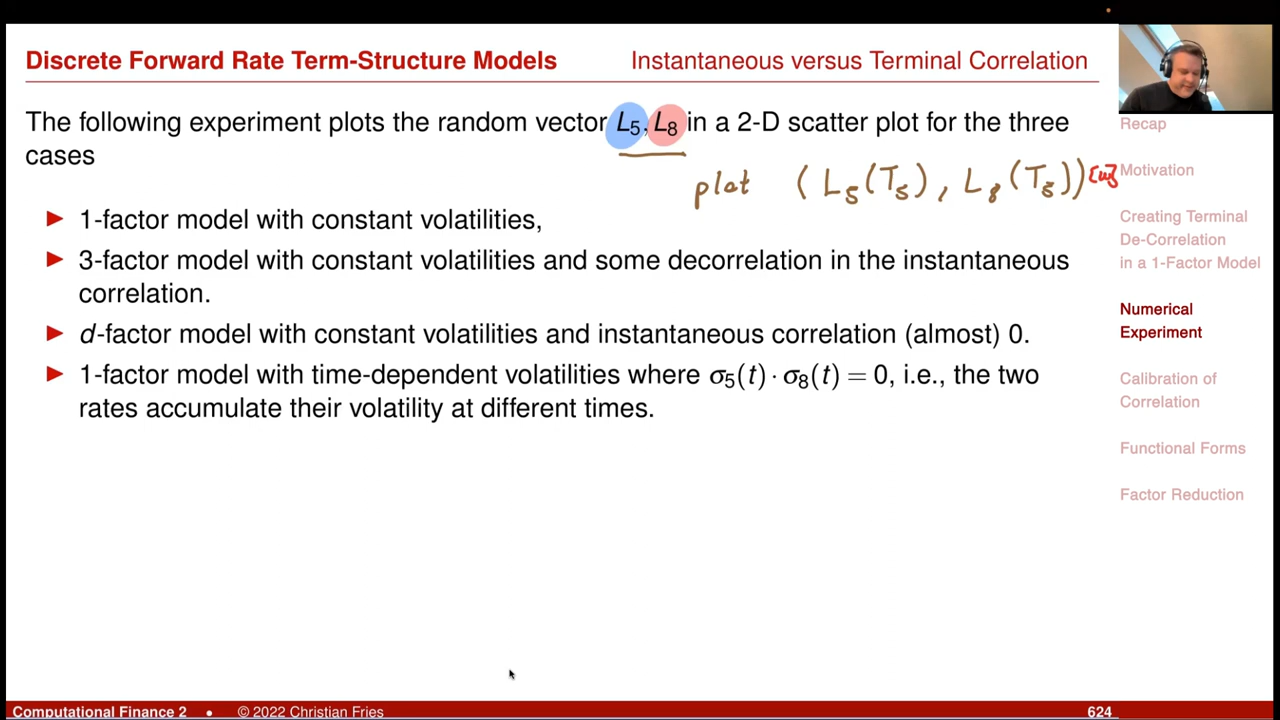 Discrete Forward Rate Term-Structure Models
Instantaneous versus Terminal Correlation
The following experiment plots the random vector L5, L8 in a 2-D scatter plot for the three
cases
plot (L5(T5), L8(T5))[ω]
► 1-factor model with constant volatilities,
► 3-factor model with constant volatilities and some decorrelation in the instantaneous
correlation.
► d-factor model with constant volatilities and instantaneous correlation (almost) 0.
► 1-factor model with time-dependent volatilities where σ5(t) · σ8(t) = 0, i.e., the two
rates accumulate their volatility at different times.
Recap
Motivation
Creating Terminal
De-Correlation
in a 1-Factor Model
Numerical
Experiment
Calibration of
Correlation
Functional Forms
Factor Reduction
Computational Finance 2 • © 2022 Christian Fries
624